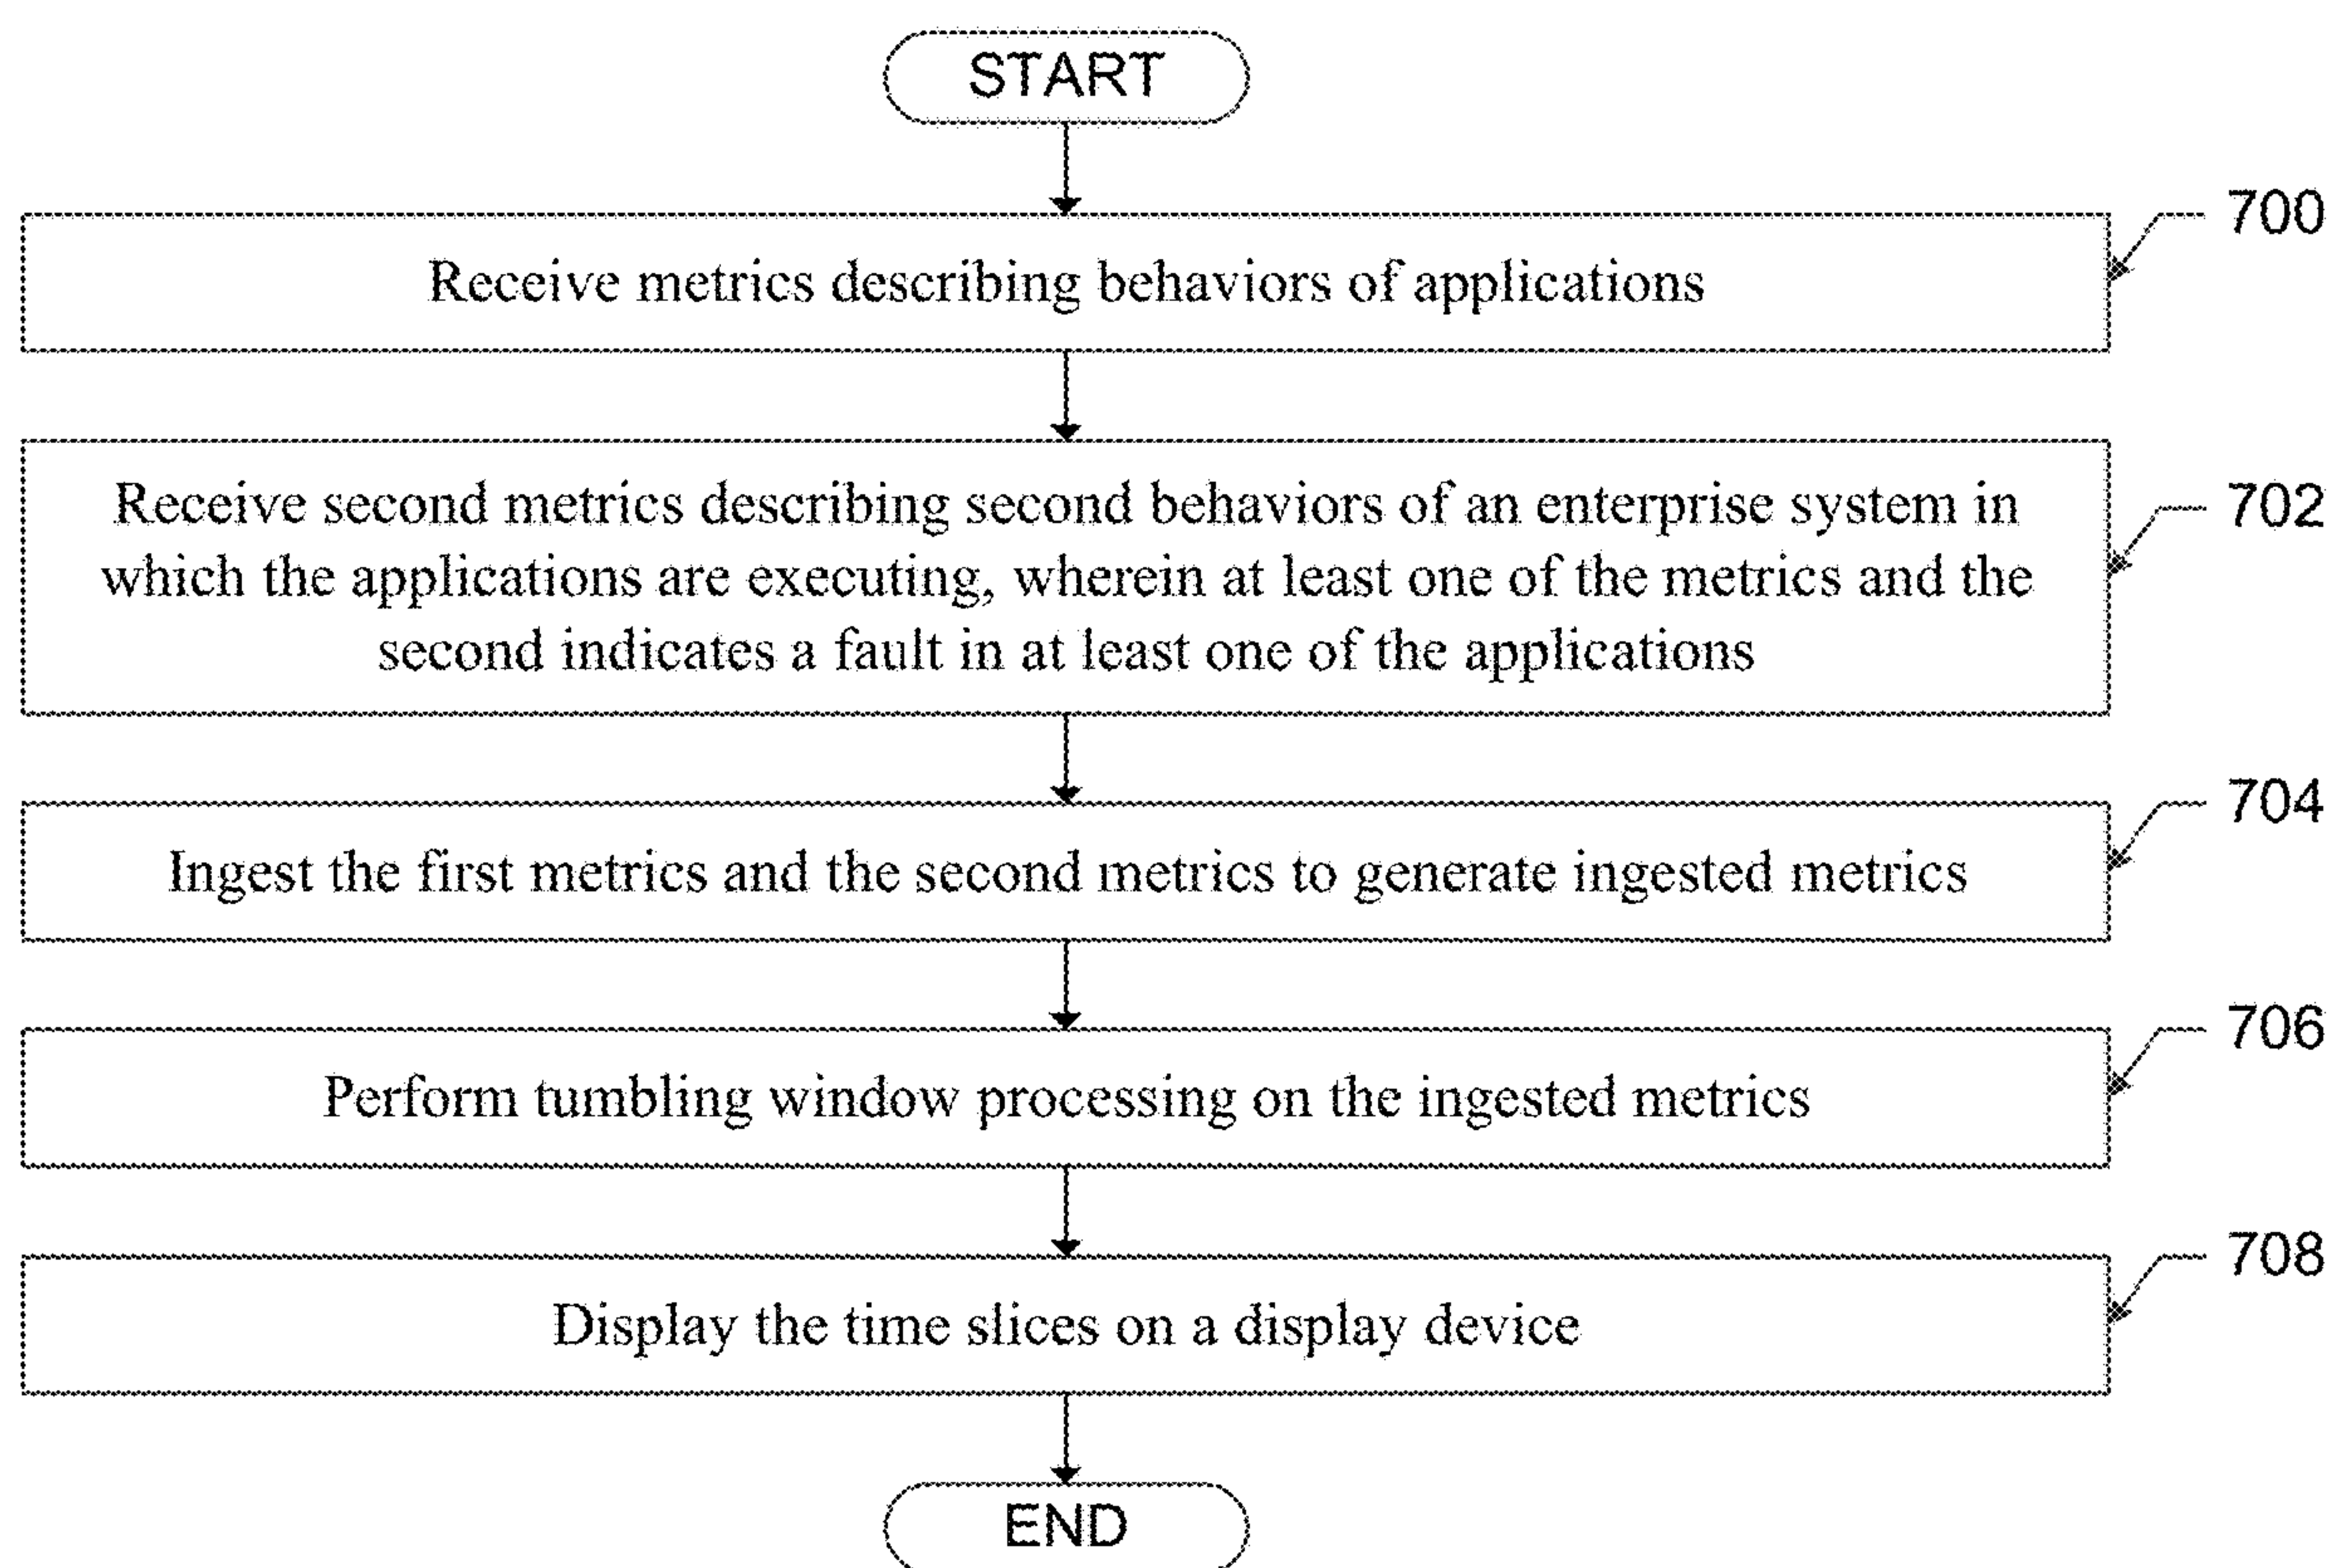 START
700
Receive metrics describing behaviors of applications
702
Receive second metrics describing second behaviors of an enterprise system in
which the applications are executing, wherein at least one of the metrics and the
second indicates a fault in at least one of the applications
704
Ingest the first metrics and the second metrics to generate ingested metrics
706
Perform tumbling window processing on the ingested metrics
708
Display the time slices on a display device
END